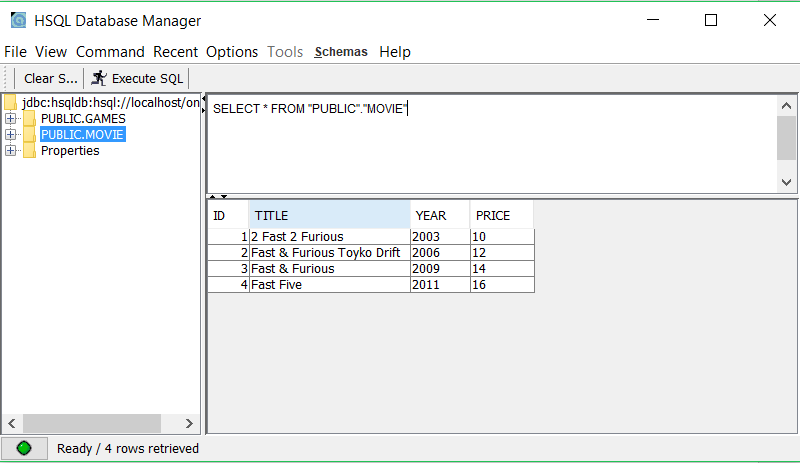 HSQL Database Manager
File View Command Recent Options Tools Schemas Help
Clear S... Execute SQL
jdbc:hsqldb:hsql://localhost/on
PUBLIC.GAMES
PUBLIC.MOVIE
Properties
SELECT * FROM "PUBLIC"."MOVIE"
ID TITLE YEAR PRICE
1 2 Fast 2 Furious 2003 10
2 Fast & Furious Toyko Drift 2006 12
3 Fast & Furious 2009 14
4 Fast Five 2011 16
Ready / 4 rows retrieved